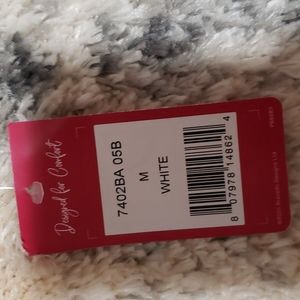 Designed for Comfort
7402BA 05B
M
WHITE
8 07978 14862 4